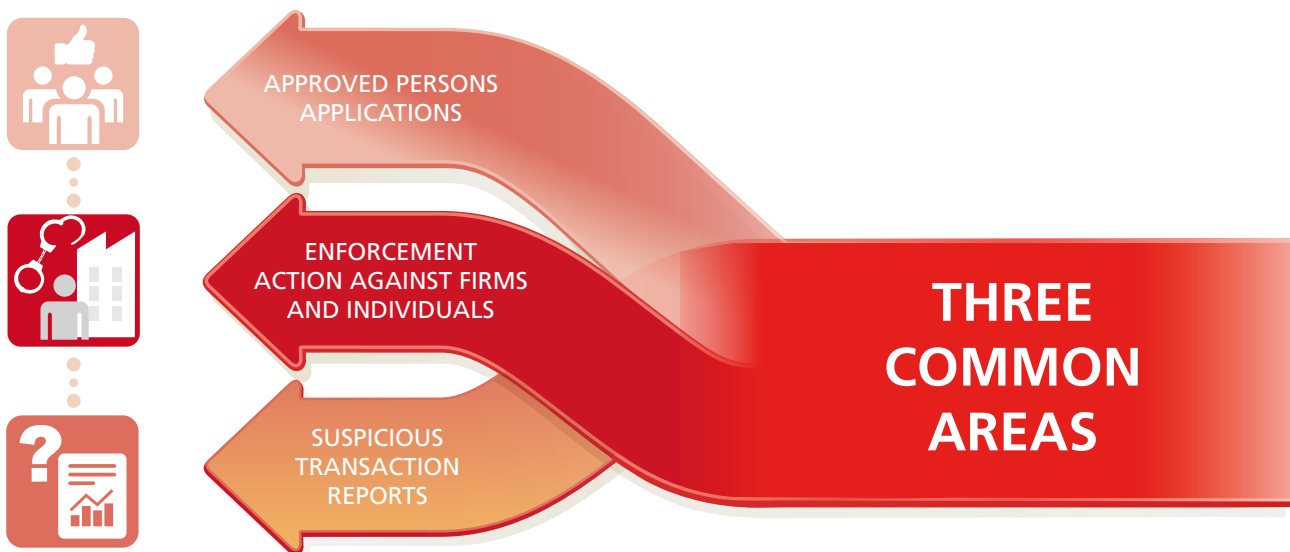 APPROVED PERSONS
APPLICATIONS
ENFORCEMENT
ACTION AGAINST FIRMS
AND INDIVIDUALS
SUSPICIOUS
TRANSACTION
REPORTS
THREE
COMMON
AREAS
?